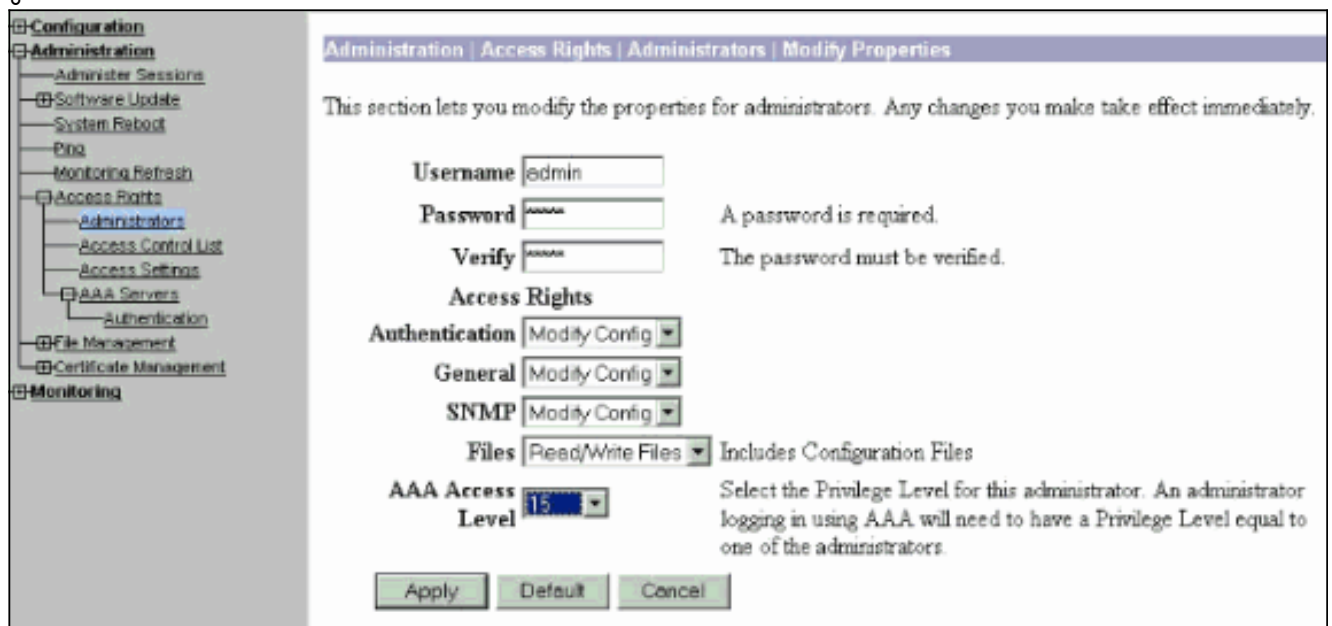 Configuration
Administration
Administer Sessions
Software Update
System Reboot
Ping
Monitoring Refresh
Access Rights
Administrators
Access Control List
Access Settings
AAA Servers
Authentication
File Management
Certificate Management
Monitoring
Administration | Access Rights | Administrators | Modify Properties
This section lets you modify the properties for administrators. Any changes you make take effect immediately.
Username admin
Password ***** A password is required.
Verify ***** The password must be verified.
Access Rights
Authentication Modify Config
General Modify Config
SNMP Modify Config
Files Read/Write Files Includes Configuration Files
AAA Access Level 15 Select the Privilege Level for this administrator. An administrator
logging in using AAA will need to have a Privilege Level equal to
one of the administrators.
Apply Default Cancel